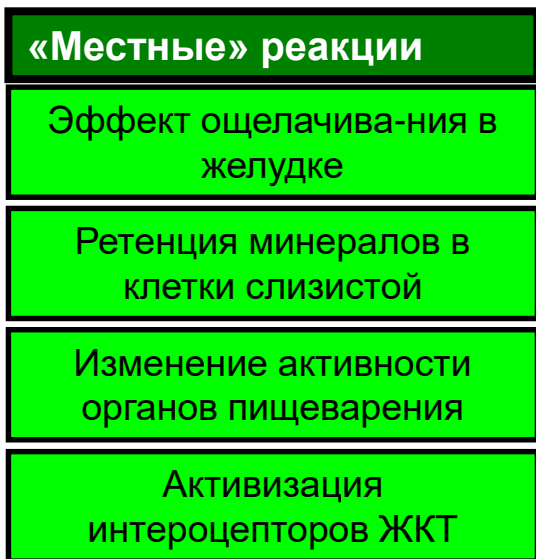 «Местные» реакции
Эффект ощелачива-ния в
желудке
Ретенция минералов в
клетки слизистой
Изменение активности
органов пищеварения
Активизация
интероцепторов ЖКТ